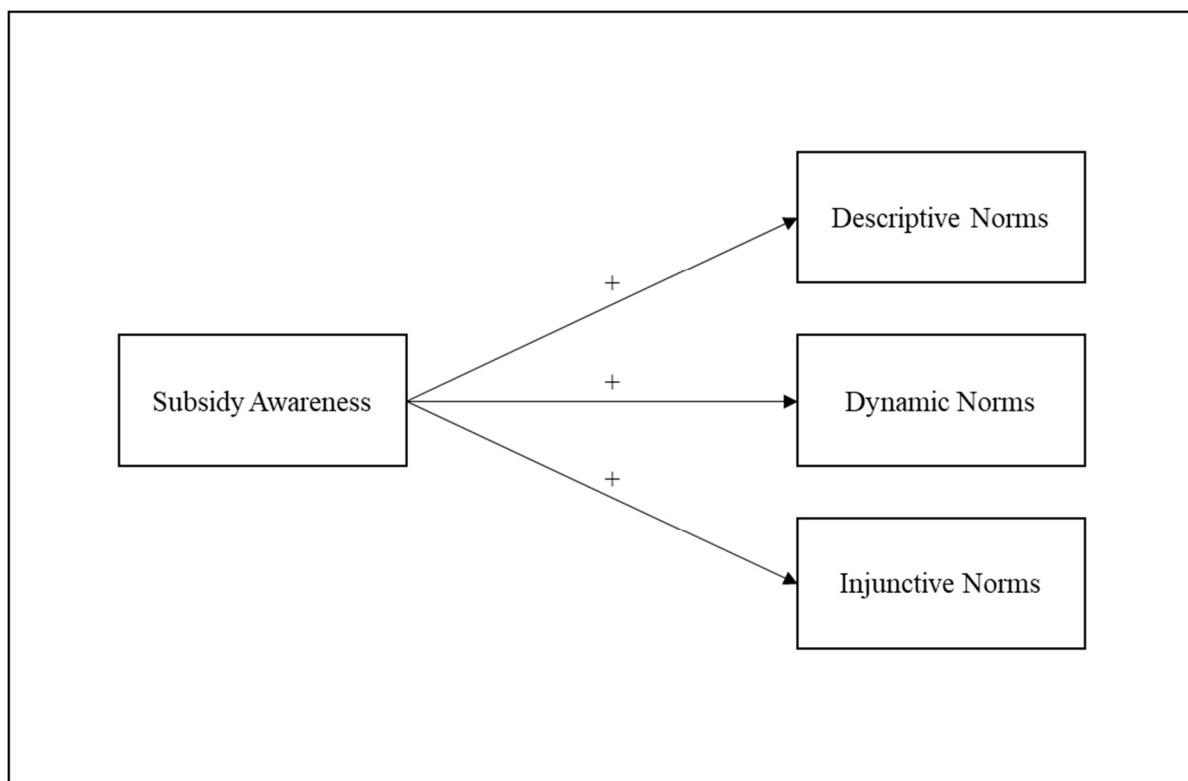 Descriptive Norms
+
Subsidy Awareness
+
Dynamic Norms
+
Injunctive Norms